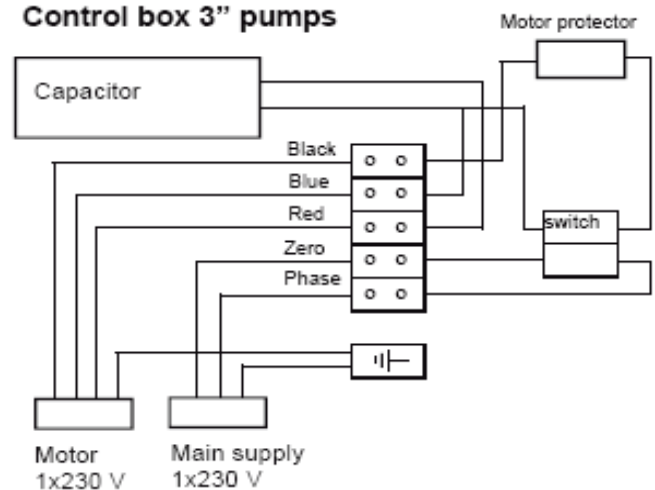 Control box 3” pumps
Motor protector
Capacitor
Black
Blue
Red
switch
Zero
Phase
Motor
1x230 V
Main supply
1x230 V